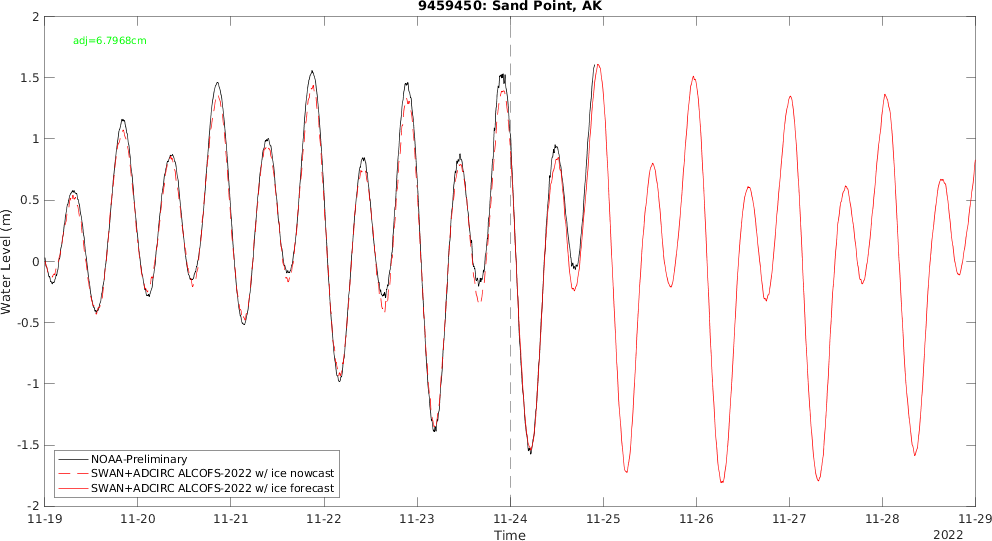 9459450: Sand Point, AK
adj=6.7968cm
2
1.5
1
0.5
0
-0.5
-1
-1.5
-2
Water Level (m)
NOAA-Preliminary
SWAN+ADCIRC ALCOFS-2022 w/ ice nowcast
SWAN+ADCIRC ALCOFS-2022 w/ ice forecast
11-19 11-20 11-21 11-22 11-23 11-24 11-25 11-26 11-27 11-28 11-29
Time
2022